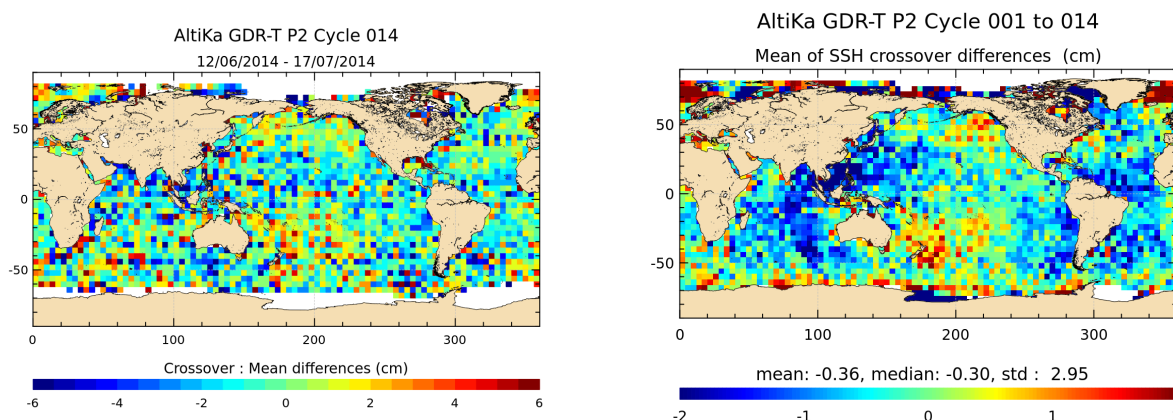 AltiKa GDR-T P2 Cycle 014
12/06/2014 - 17/07/2014
50
0
-50
0 100 200 300
Crossover : Mean differences (cm)
-6 -4 -2 0 2 4 6
AltiKa GDR-T P2 Cycle 001 to 014
Mean of SSH crossover differences (cm)
50
0
-50
0 100 200 300
mean: -0.36, median: -0.30, std : 2.95
-2 -1 0 1